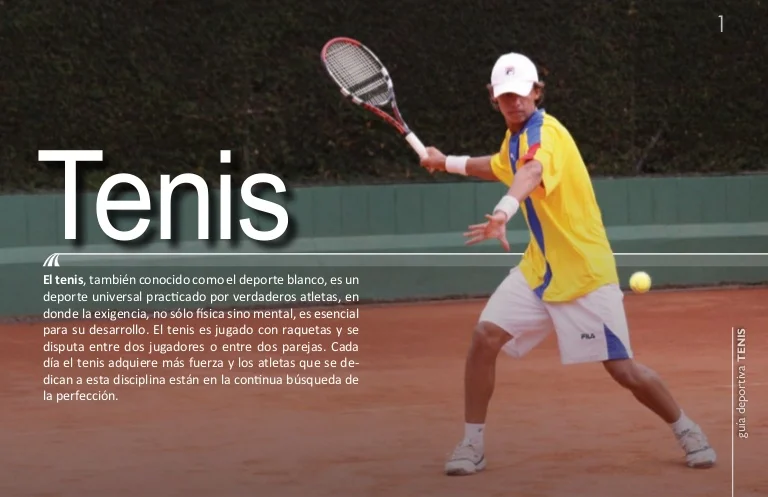 1
Tenis
El tenis, también conocido como el deporte blanco, es un
deporte universal practicado por verdaderos atletas, en
donde la exigencia, no sólo física sino mental, es esencial
para su desarrollo. El tenis es jugado con raquetas y se
disputa entre dos jugadores o entre dos parejas. Cada
día el tenis adquiere más fuerza y los atletas que se de-
dican a esta disciplina están en la continua búsqueda de
la perfección.
FILA
guía deportiva TENIS